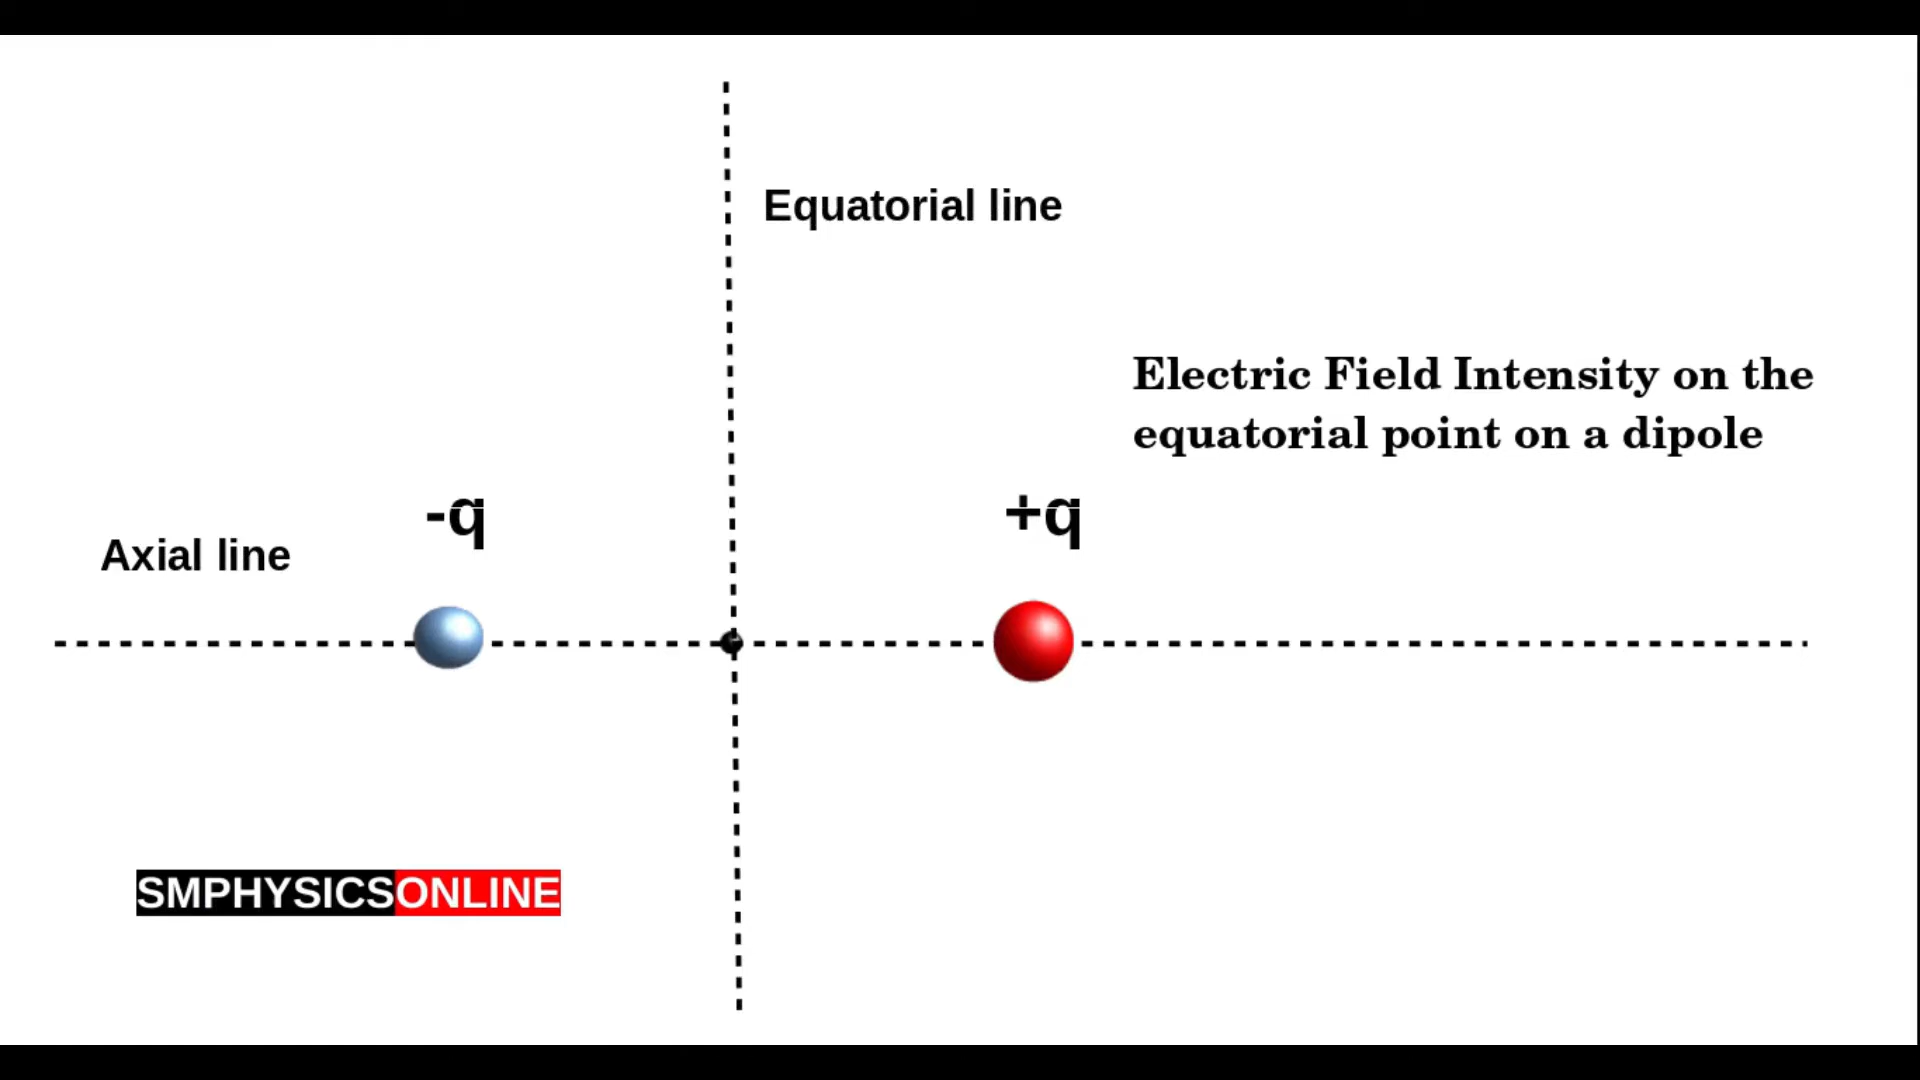 Equatorial line
Electric Field Intensity on the
equatorial point on a dipole
-q
+q
Axial line
SMPHYSICSONLINE